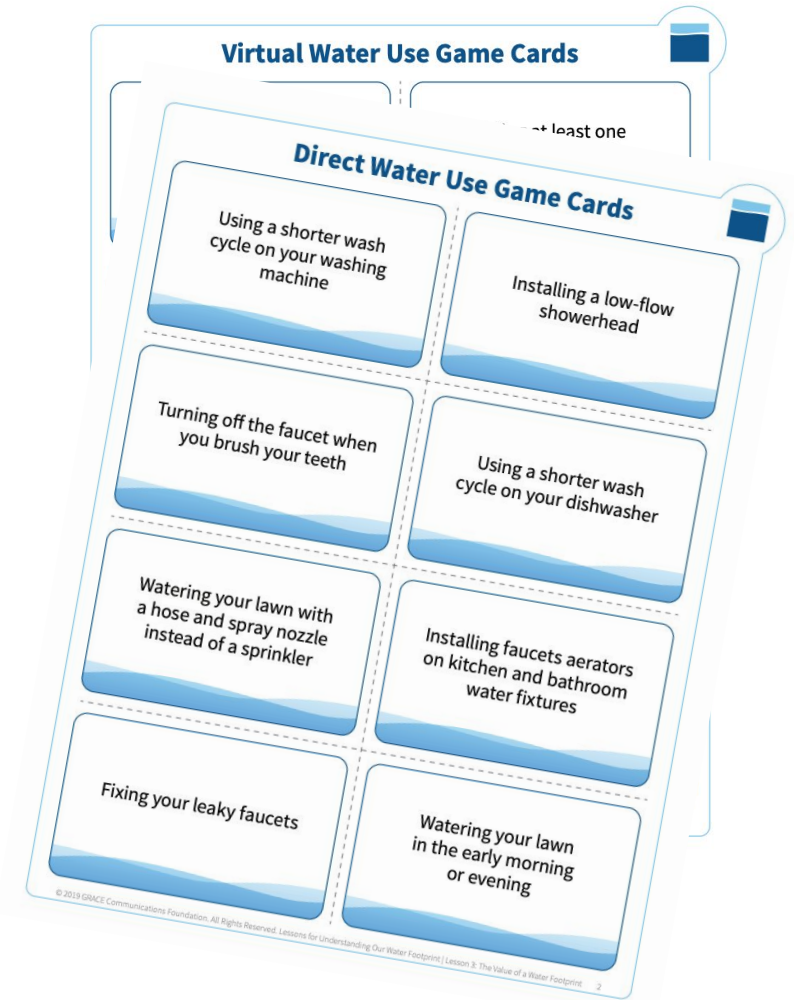 Virtual Water Use Game Cards
at least one
Direct Water Use Game Cards
Using a shorter wash
cycle on your washing
machine
Installing a low-flow
showerhead
Turning off the faucet when
you brush your teeth
Using a shorter wash
cycle on your dishwasher
Watering your lawn with
a hose and spray nozzle
instead of a sprinkler
Installing faucets aerators
on kitchen and bathroom
water fixtures
Fixing your leaky faucets
Watering your lawn
in the early morning
or evening
© 2019 GRACE Communications Foundation. All Rights Reserved. Lessons for Understanding Our Water Footprint | Lesson 3: The Value of a Water Footprint 2